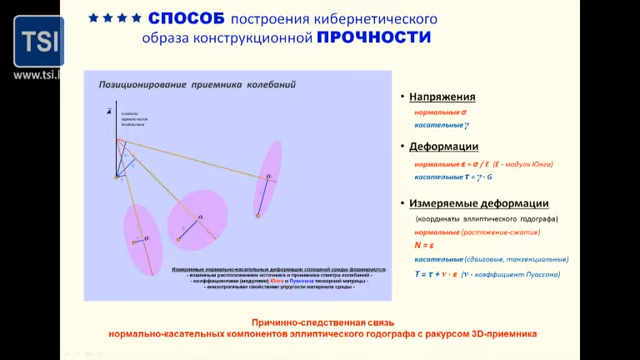 ★★★★ СПОСОБ построения кибернетического
образа конструкционной ПРОЧНОСТИ
TSI
www.tsi.l
Позиционирование приемника колебаний
• Напряжения
нормальные σ
касательные γ
• Деформации
нормальные ε = σ / E (E - модуль Юнга)
касательные τ = γ · G
• Измеряемые деформации
(координаты эллиптического годографа)
нормальные (растяжение-сжатие)
N = ε
касательные (сдвиговые, тангенциальные)
T = τ + ν · ε (ν - коэффициент Пуассона)
Измеряемые нормально-касательные деформации сплошной среды формируются:
- взаимным расположением источника и приемника спектра колебаний -
- коэффициентами (модулями) Юнга и Пуассона тензорной матрицы -
- анизотропными свойствами упругости материала среды -
Причинно-следственная связь
нормально-касательных компонентов эллиптического годографа с ракурсом 3D-приемника